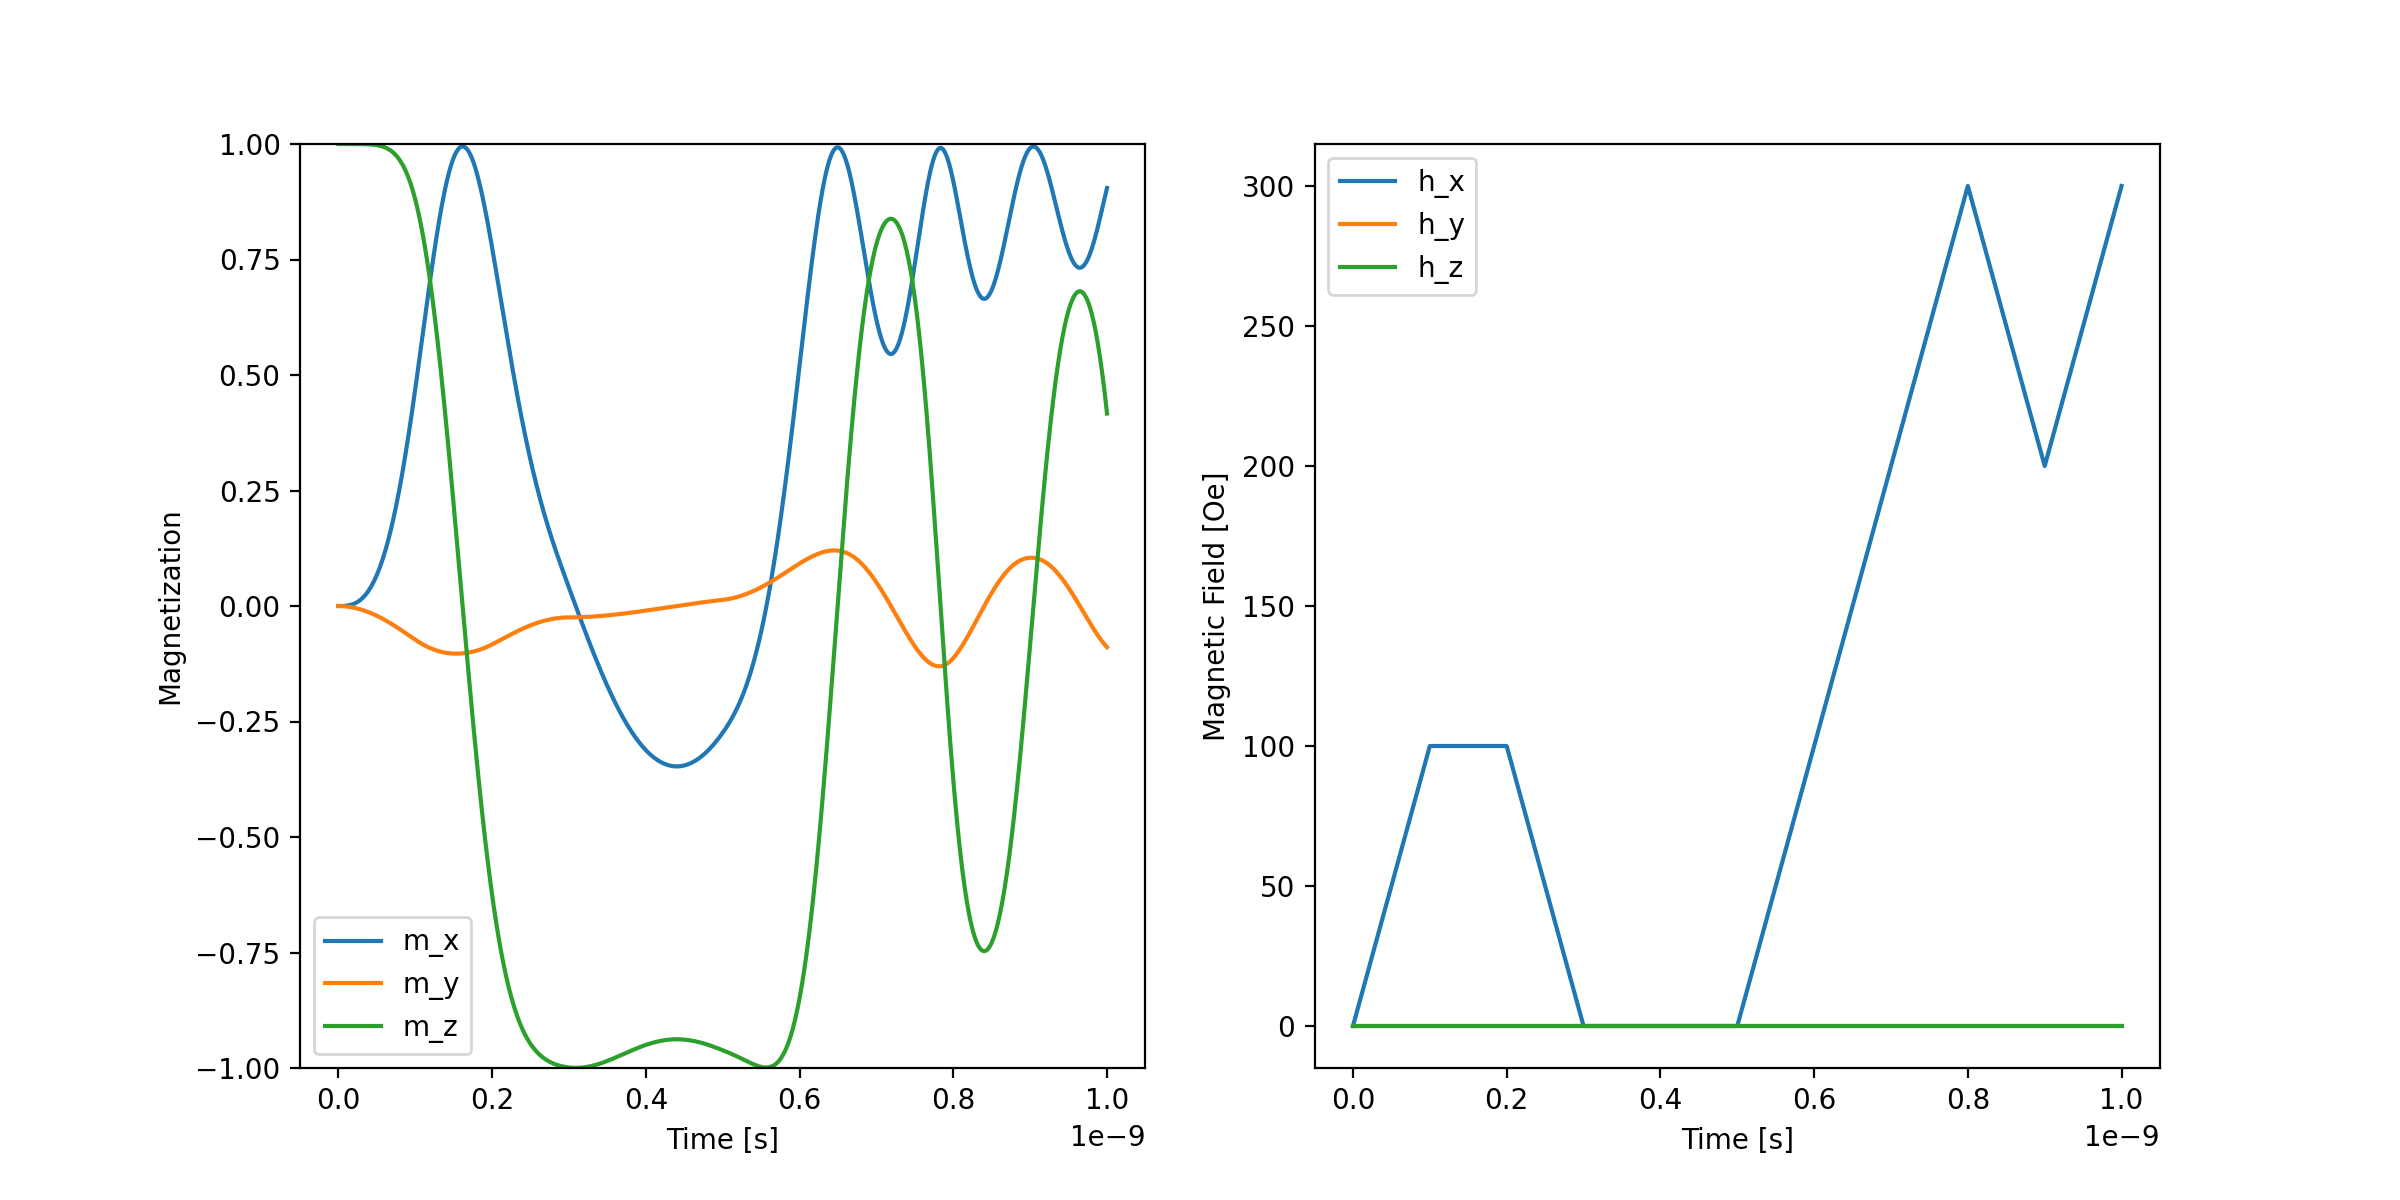 1.00
0.75
0.50
0.25
0.00
−0.25
−0.50
−0.75
−1.00
Magnetization
m_x
m_y
m_z
0.0 0.2 0.4 0.6 0.8 1.0
Time [s]
1e−9
300
250
200
150
100
50
0
Magnetic Field [Oe]
h_x
h_y
h_z
0.0 0.2 0.4 0.6 0.8 1.0
Time [s]
1e−9